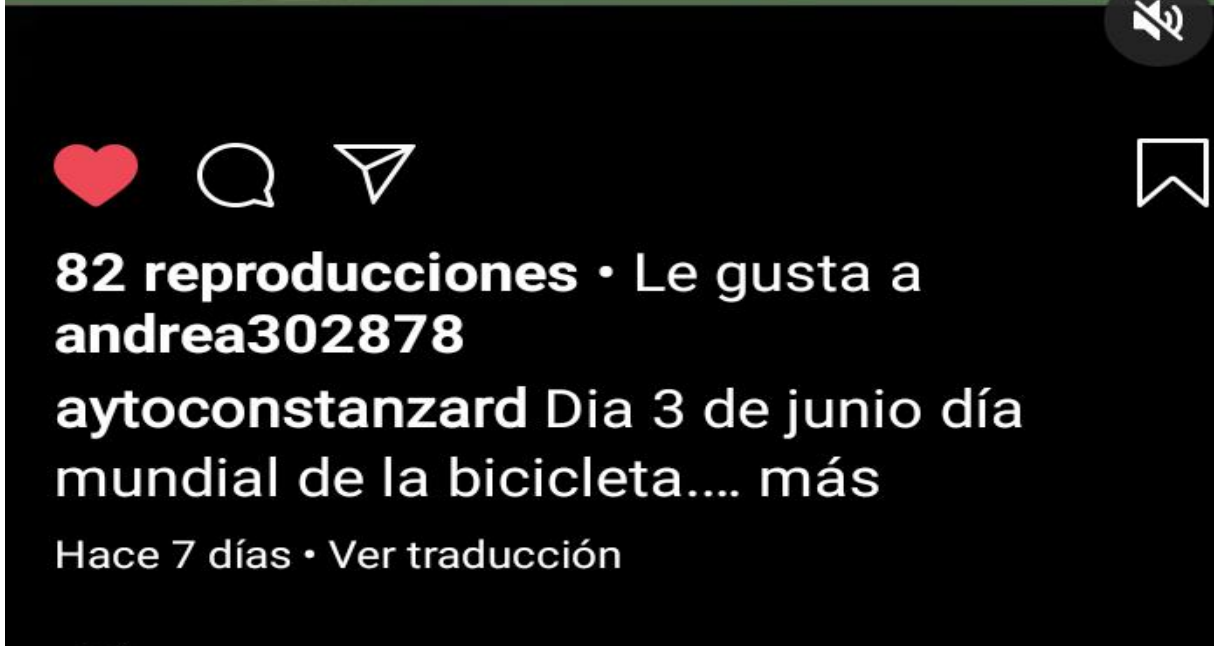 82 reproducciones • Le gusta a
andrea302878
aytoconstanzard Dia 3 de junio día
mundial de la bicicleta.... más
Hace 7 días • Ver traducción